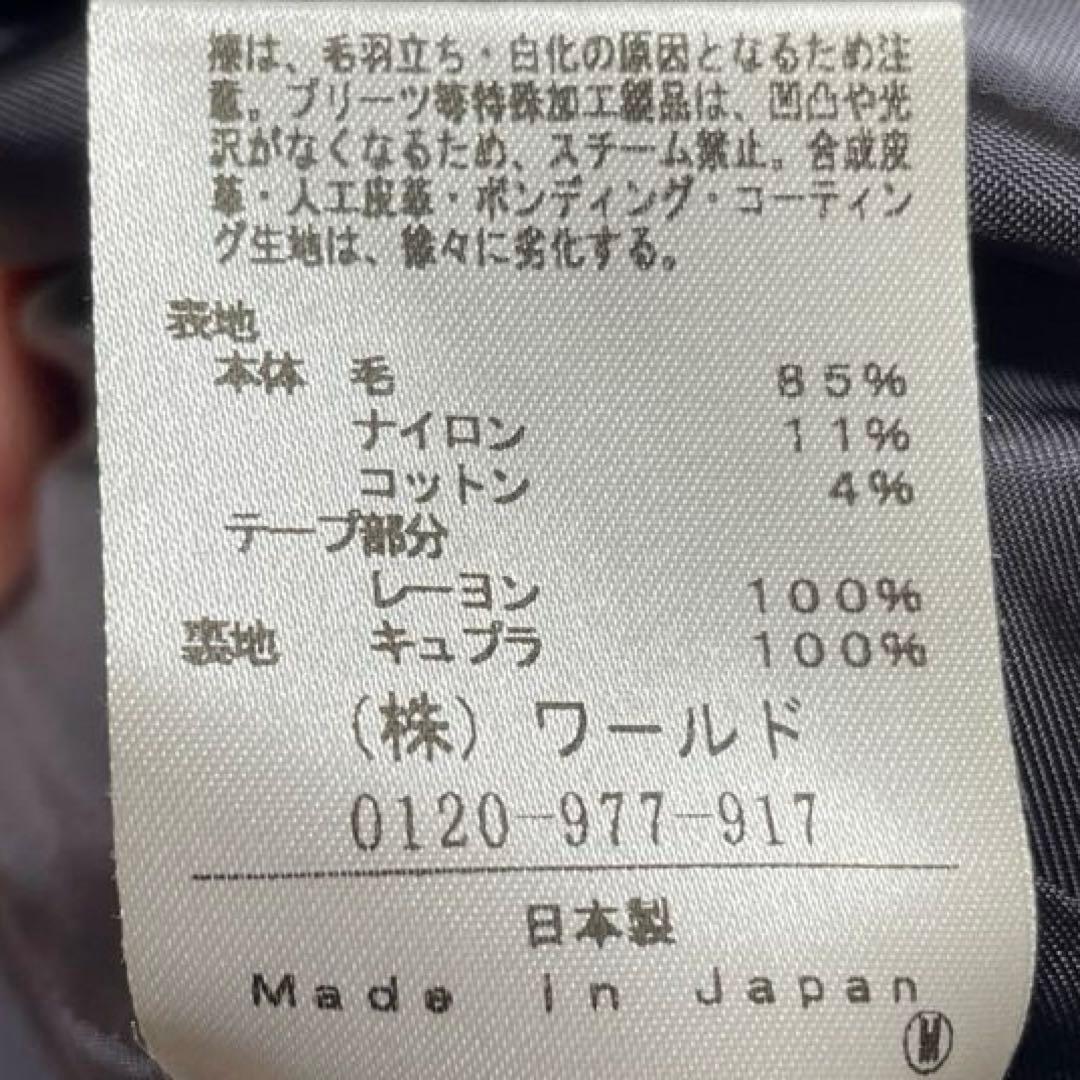 擦は、毛羽立ち・白化の原因となるため注
意。プリーツ等特殊加工製品は、凹凸や光
沢がなくなるため、スチーム禁止。合成皮
革・人工皮革・ボンディング・コーティン
グ生地は、徐々に劣化する。
表地
本体 毛 85%
ナイロン 11%
コットン 4%
テープ部分
レーヨン 100%
裏地 キュプラ 100%
(株) ワールド
0120-977-917
日本製
Made in Japan
M